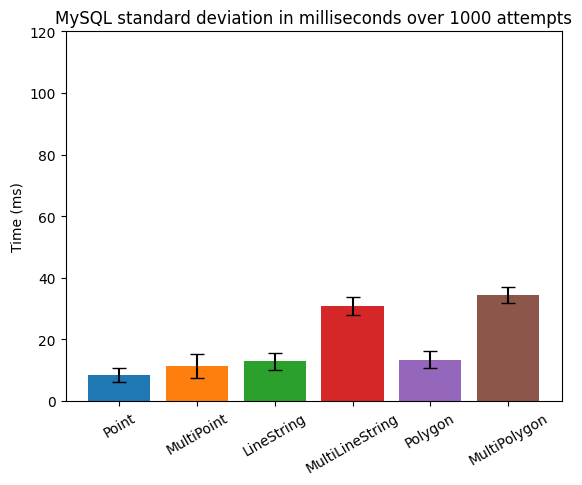 MySQL standard deviation in milliseconds over 1000 attempts
Time (ms)
120
100
80
60
40
20
0
Point
MultiPoint
LineString
MultiLineString
Polygon
MultiPolygon